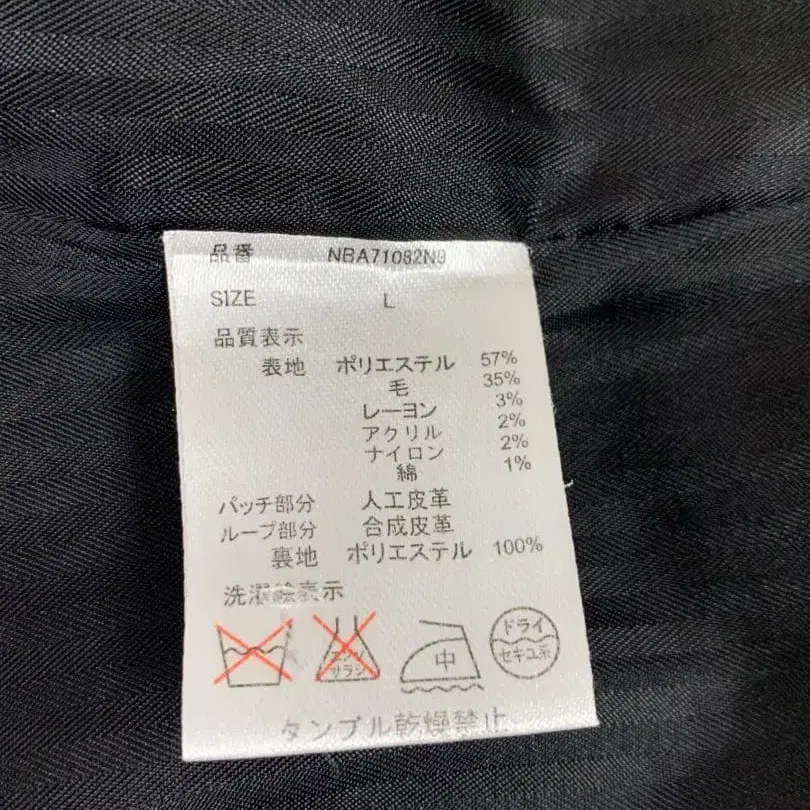 品番 NBA71082N9
SIZE L
品質表示
表地 ポリエステル 57%
毛 35%
レーヨン 3%
アクリル 2%
ナイロン 2%
綿 1%
パッチ部分 人工皮革
ループ部分 合成皮革
裏地 ポリエステル 100%
洗濯絵表示
エンソ サラシ 中 ドライ セキユ系
タンブル乾燥禁止